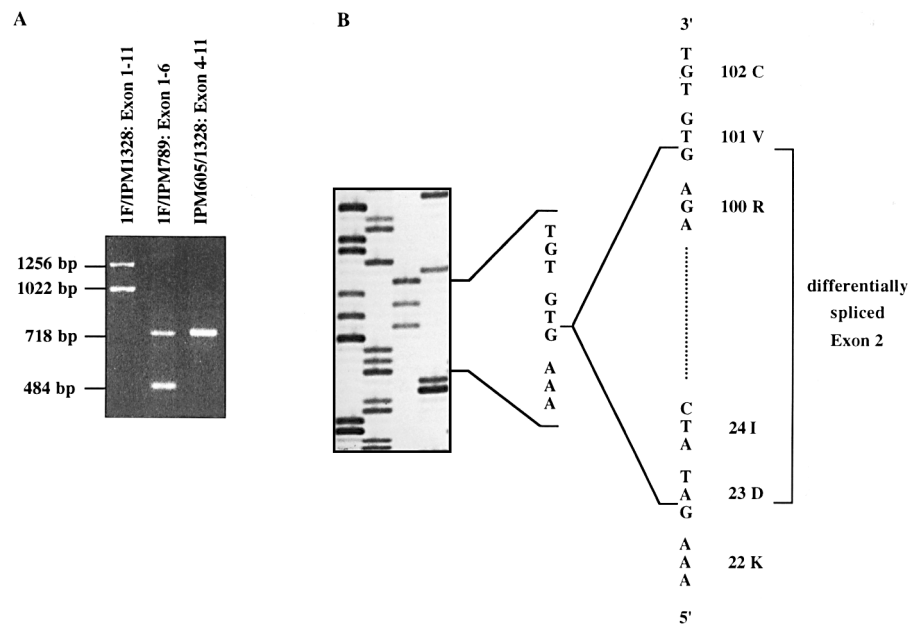 A
1F/IPM1328: Exon 1-11
1F/IPM789: Exon 1-6
IPM605/1328: Exon 4-11
1256 bp
1022 bp
718 bp
484 bp
B
T
G
T
G
T
G
A
A
A
3'
T
G
T
102 C
G
T
G
101 V
A
G
A
100 R
C
T
A
24 I
T
A
G
23 D
A
A
A
22 K
5'
differentially
spliced
Exon 2